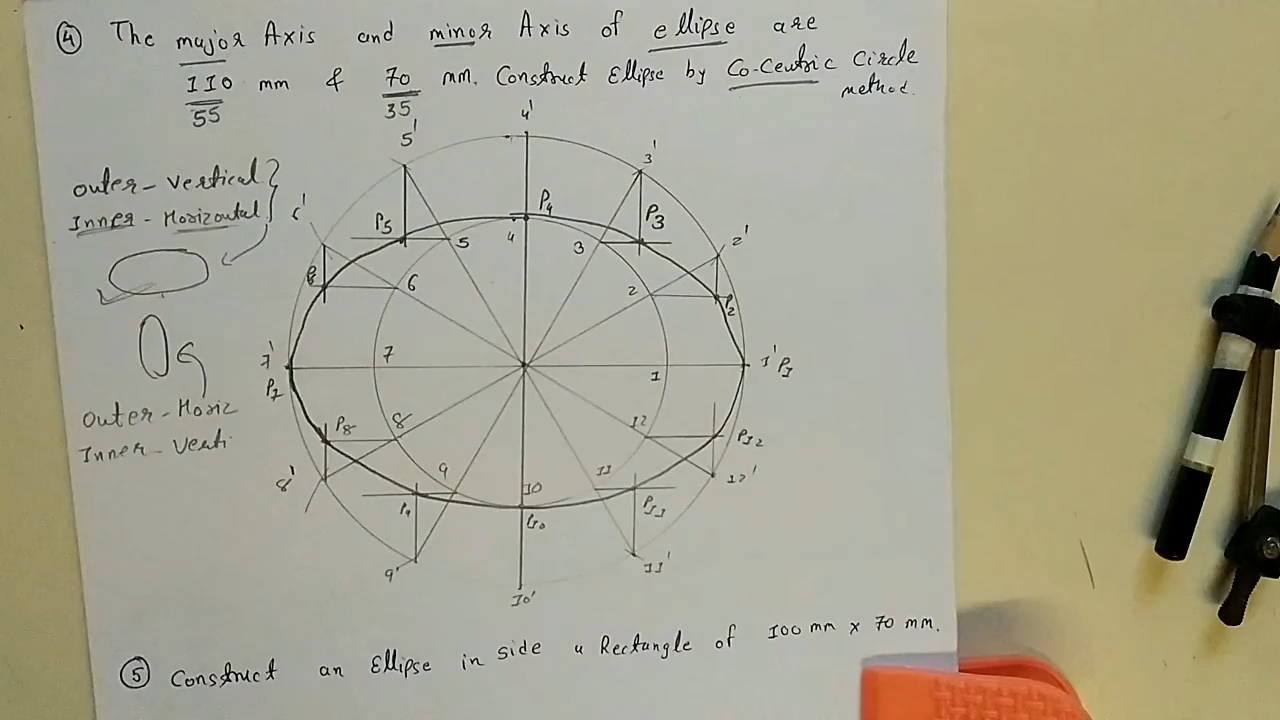 ④ The major Axis and minor Axis of ellipse are
110 mm & 70 mm. Construct Ellipse by Co-Centric Circle
method.
55 35
outer - vertical
Inner - Horizontal
outer - Horiz
Inner - Verti
4'
5' 3'
6' 2'
P5 P4 P3
5 4 3
6 2 P2
7' 7 1 1' P1
P7
P8 8 12 P12
8' 9 10 11 12'
P9 P10 P11
9' 10' 11'
⑤ Construct an Ellipse in side a Rectangle of 100 mm x 70 mm.